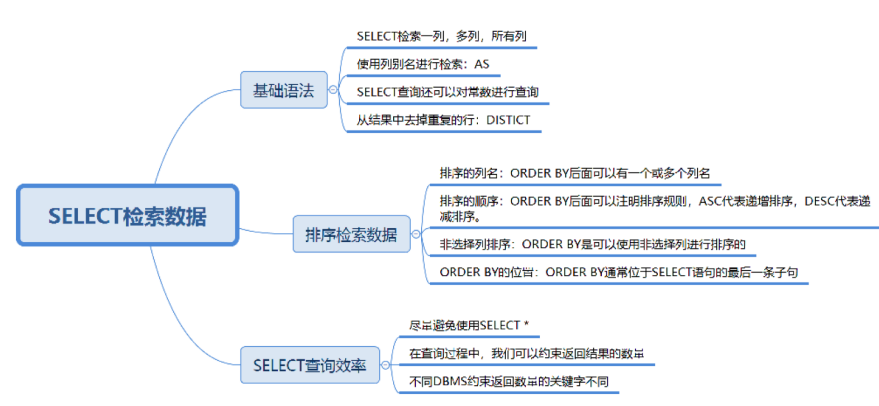 SELECT检索数据
基础语法
SELECT检索一列，多列，所有列
使用列别名进行检索：AS
SELECT查询还可以对常数进行查询
从结果中去掉重复的行：DISTICT
排序检索数据
排序的列名：ORDER BY后面可以有一个或多个列名
排序的顺序：ORDER BY后面可以注明排序规则，ASC代表递增排序，DESC代表递
减排序。
非选择列排序：ORDER BY是可以使用非选择列进行排序的
ORDER BY的位置：ORDER BY通常位于SELECT语句的最后一条子句
SELECT查询效率
尽量避免使用SELECT *
在查询过程中，我们可以约束返回结果的数量
不同DBMS约束返回数量的关键字不同